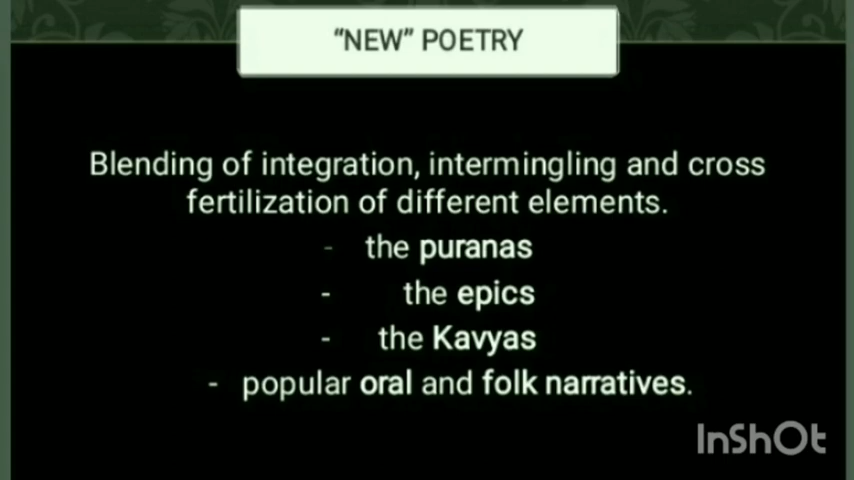 "NEW" POETRY
Blending of integration, intermingling and cross
fertilization of different elements.
- the puranas
- the epics
- the Kavyas
- popular oral and folk narratives.
InShOt